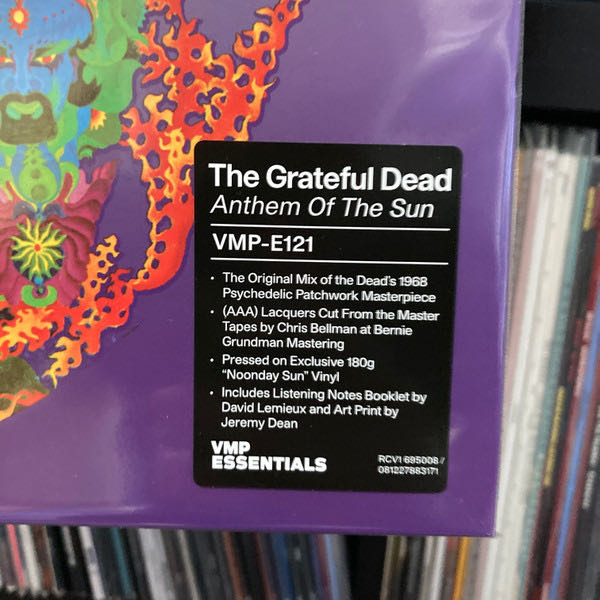 The Grateful Dead
Anthem Of The Sun
VMP-E121
• The Original Mix of the Dead's 1968
Psychedelic Patchwork Masterpiece
• (AAA) Lacquers Cut From the Master
Tapes by Chris Bellman at Bernie
Grundman Mastering
• Pressed on Exclusive 180g
"Noonday Sun" Vinyl
• Includes Listening Notes Booklet by
David Lemieux and Art Print by
Jeremy Dean
VMP
ESSENTIALS
RCV1 695008 //
081227883171